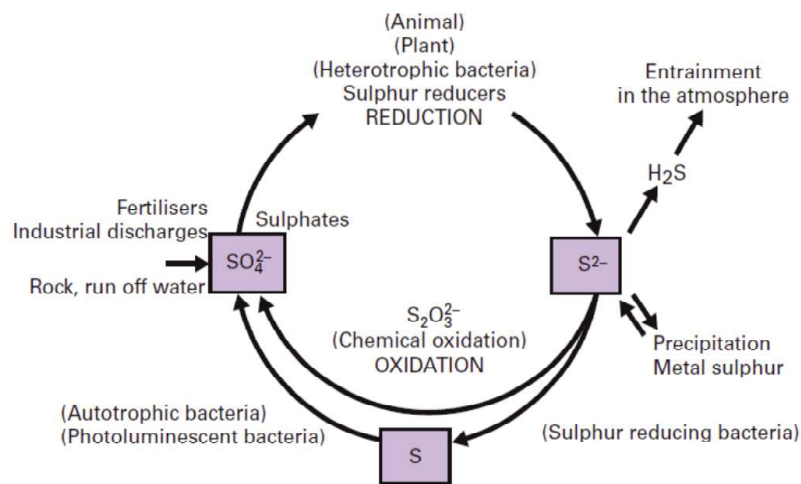 (Animal)
(Plant)
(Heterotrophic bacteria)
Sulphur reducers
REDUCTION
Entrainment
in the atmosphere
H₂S
Fertilisers
Industrial discharges
Sulphates
SO₄²⁻
Rock, run off water
S²⁻
S₂O₃²⁻
(Chemical oxidation)
OXIDATION
Precipitation
Metal sulphur
(Autotrophic bacteria)
(Photoluminescent bacteria)
(Sulphur reducing bacteria)
S